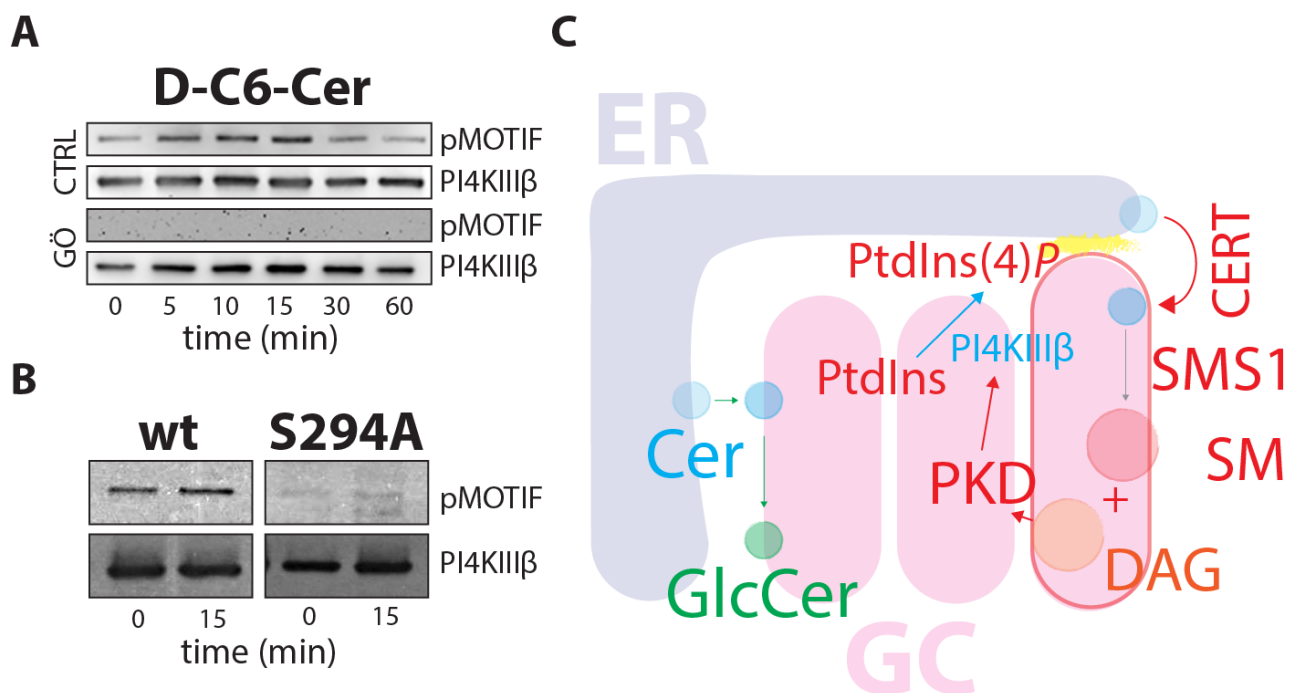 A
D-C6-Cer
CTRL
pMOTIF
PI4KIIIβ
GÖ
pMOTIF
PI4KIIIβ
0 5 10 15 30 60
time (min)
B
wt S294A
pMOTIF
PI4KIIIβ
0 15 0 15
time (min)
C
ER
PtdIns(4)P
CERT
PI4KIIIβ
PtdIns
SMS1
Cer
PKD
SM
+
DAG
GlcCer
GC